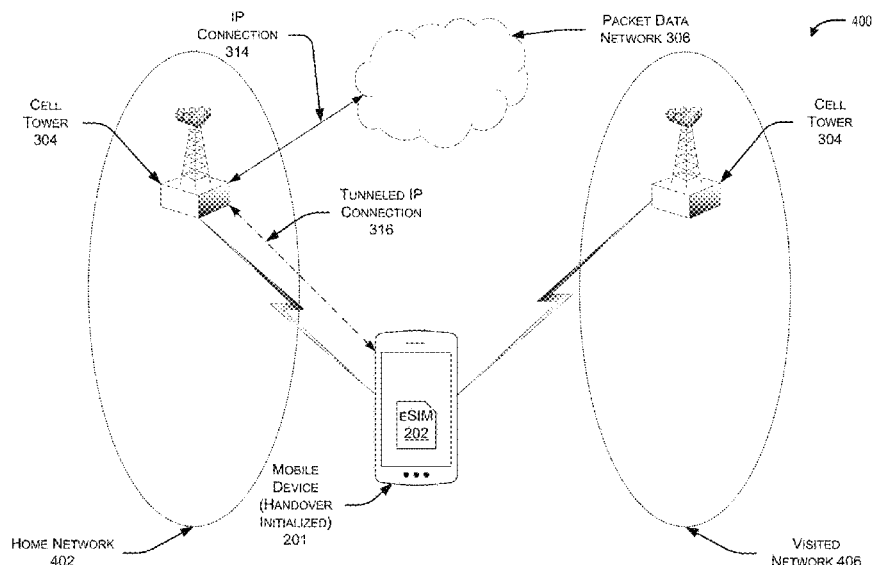 IP
CONNECTION
314
PACKET DATA
NETWORK 306
400
CELL
TOWER
304
CELL
TOWER
304
TUNNELED IP
CONNECTION
316
eSIM
202
MOBILE
DEVICE
(HANDOVER
INITIALIZED)
201
HOME NETWORK
402
VISITED
NETWORK 406